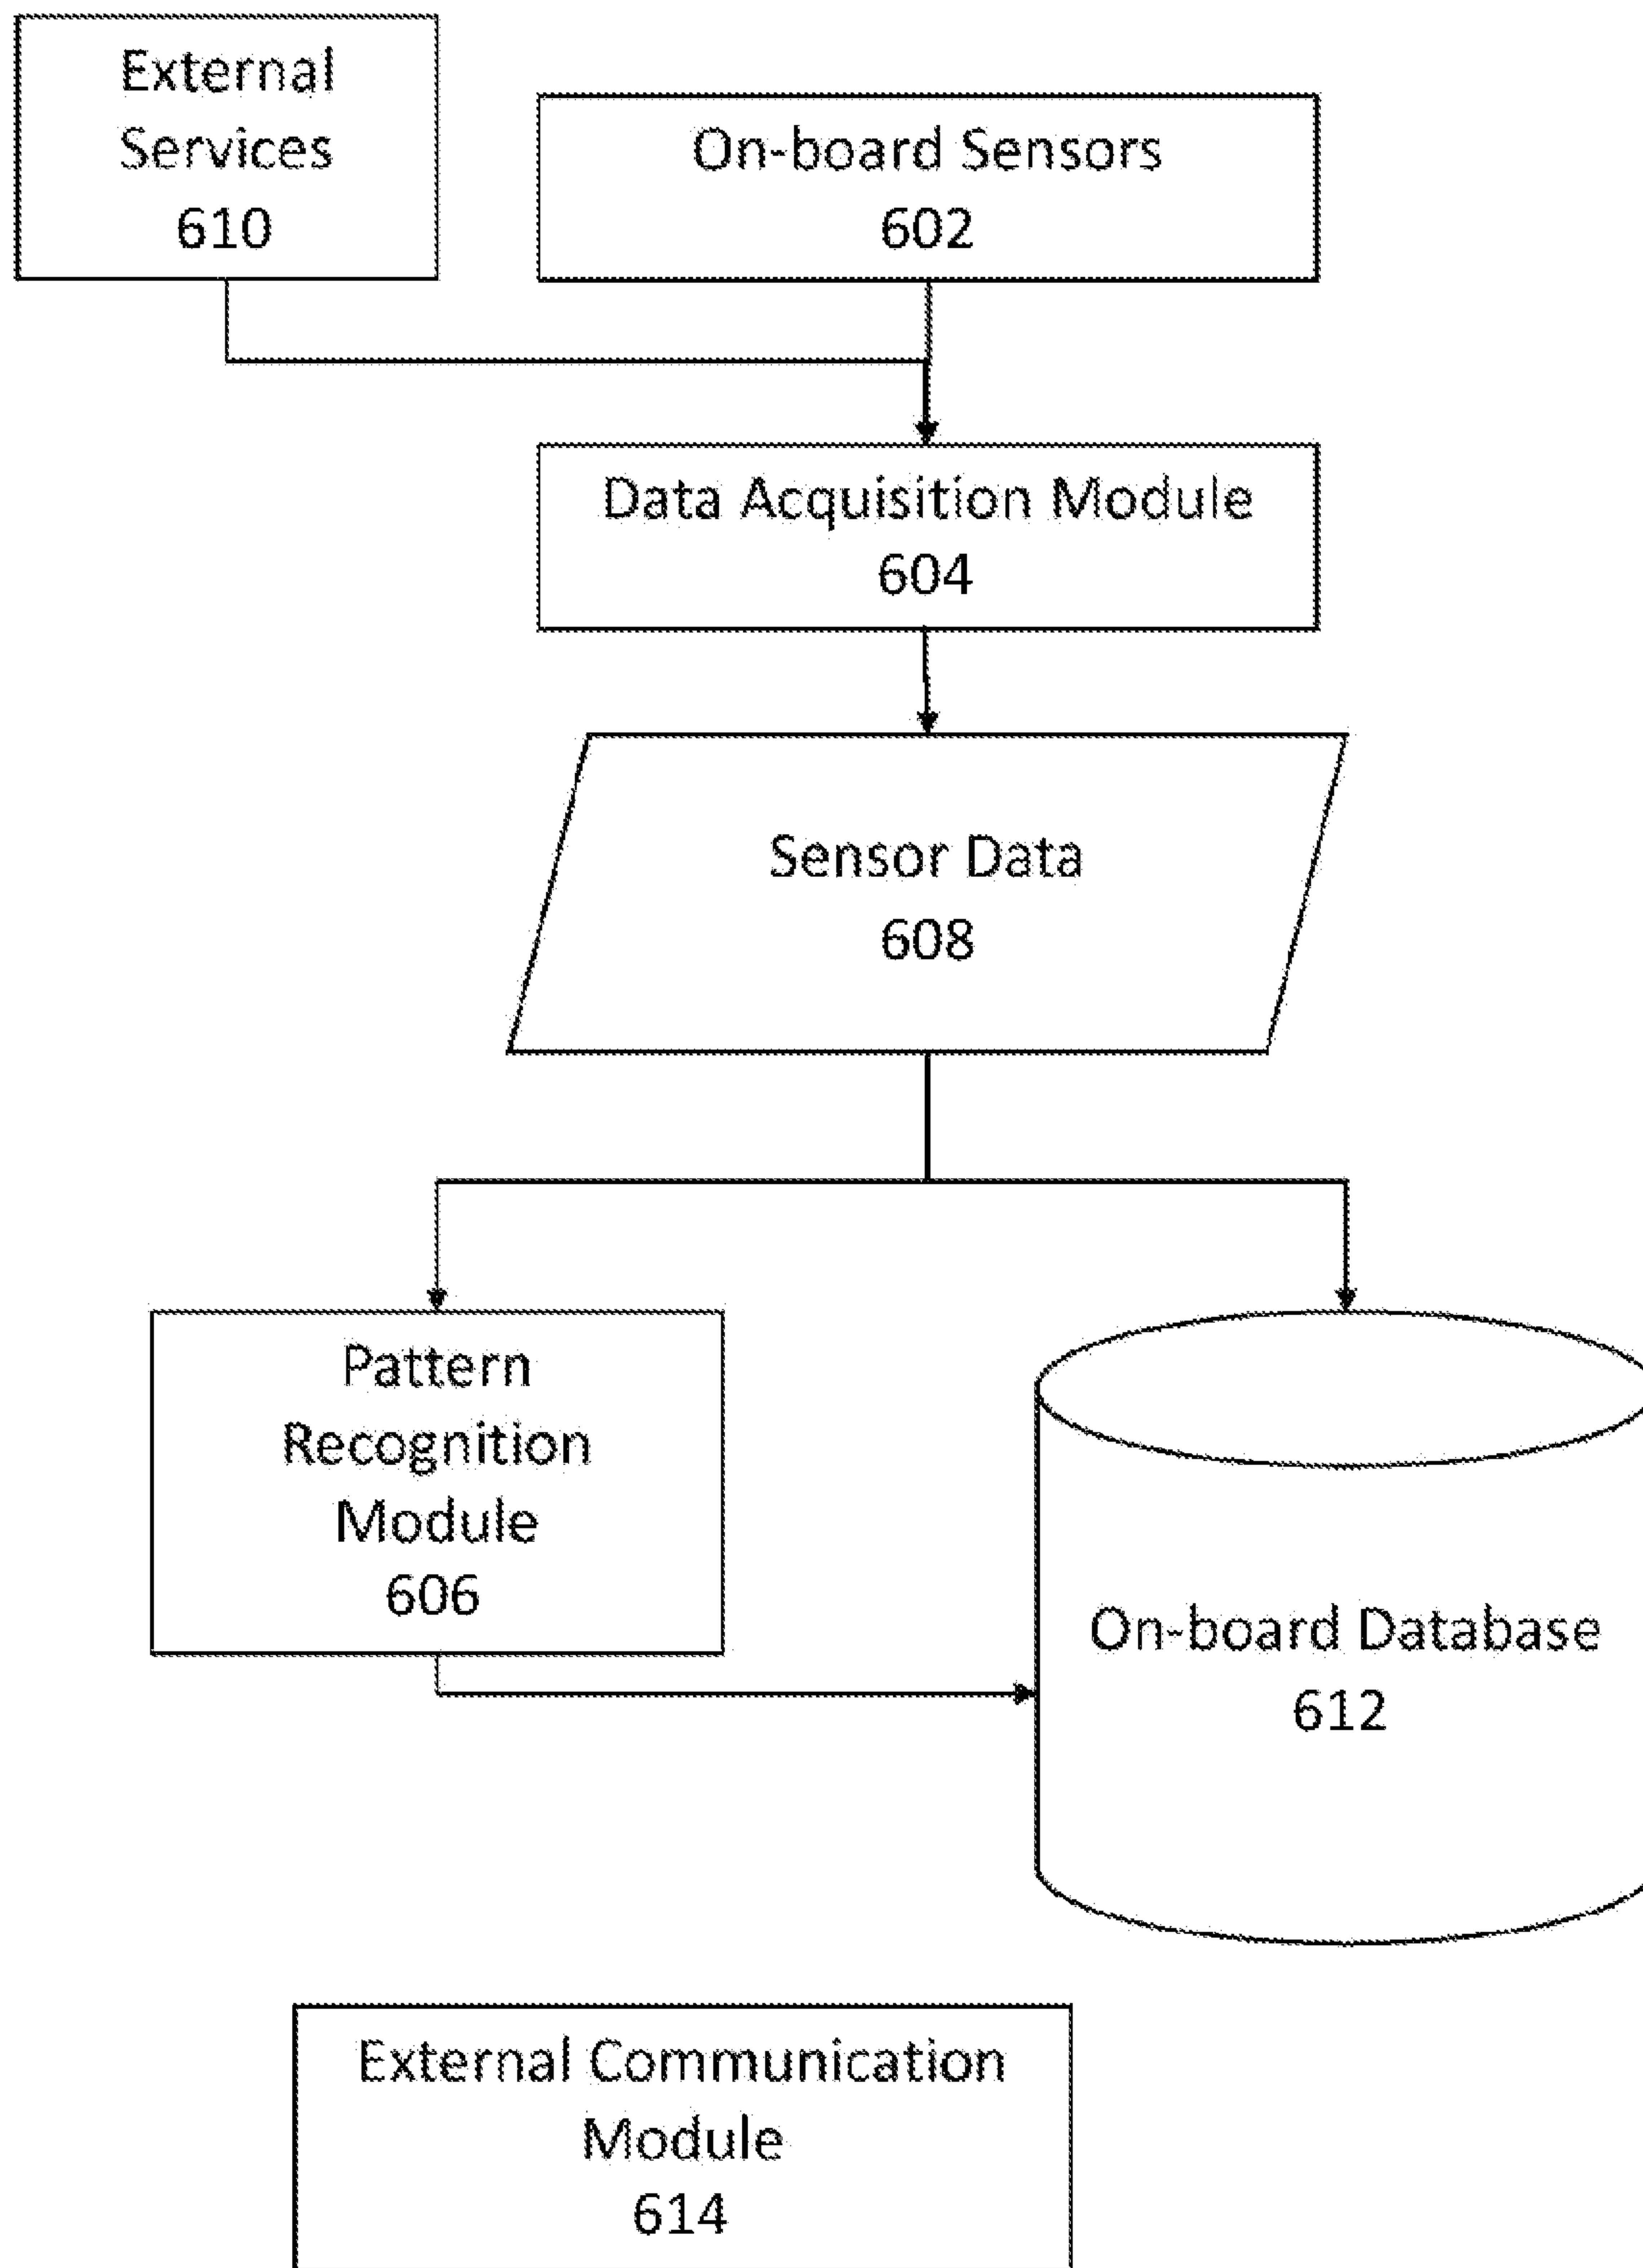 External
Services
610
On-board Sensors
602
Data Acquisition Module
604
Sensor Data
608
Pattern
Recognition
Module
606
On-board Database
612
External Communication
Module
614